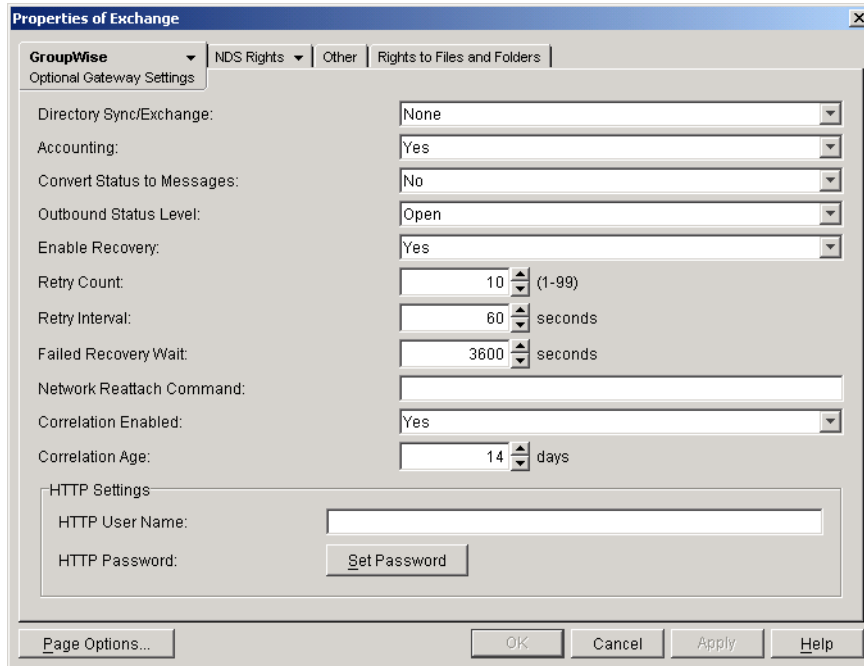 Properties of Exchange
GroupWise NDS Rights Other Rights to Files and Folders
Optional Gateway Settings
Directory Sync/Exchange: None
Accounting: Yes
Convert Status to Messages: No
Outbound Status Level: Open
Enable Recovery: Yes
Retry Count: 10 (1-99)
Retry Interval: 60 seconds
Failed Recovery Wait: 3600 seconds
Network Reattach Command:
Correlation Enabled: Yes
Correlation Age: 14 days
HTTP Settings
HTTP User Name:
HTTP Password: Set Password
Page Options... OK Cancel Apply Help